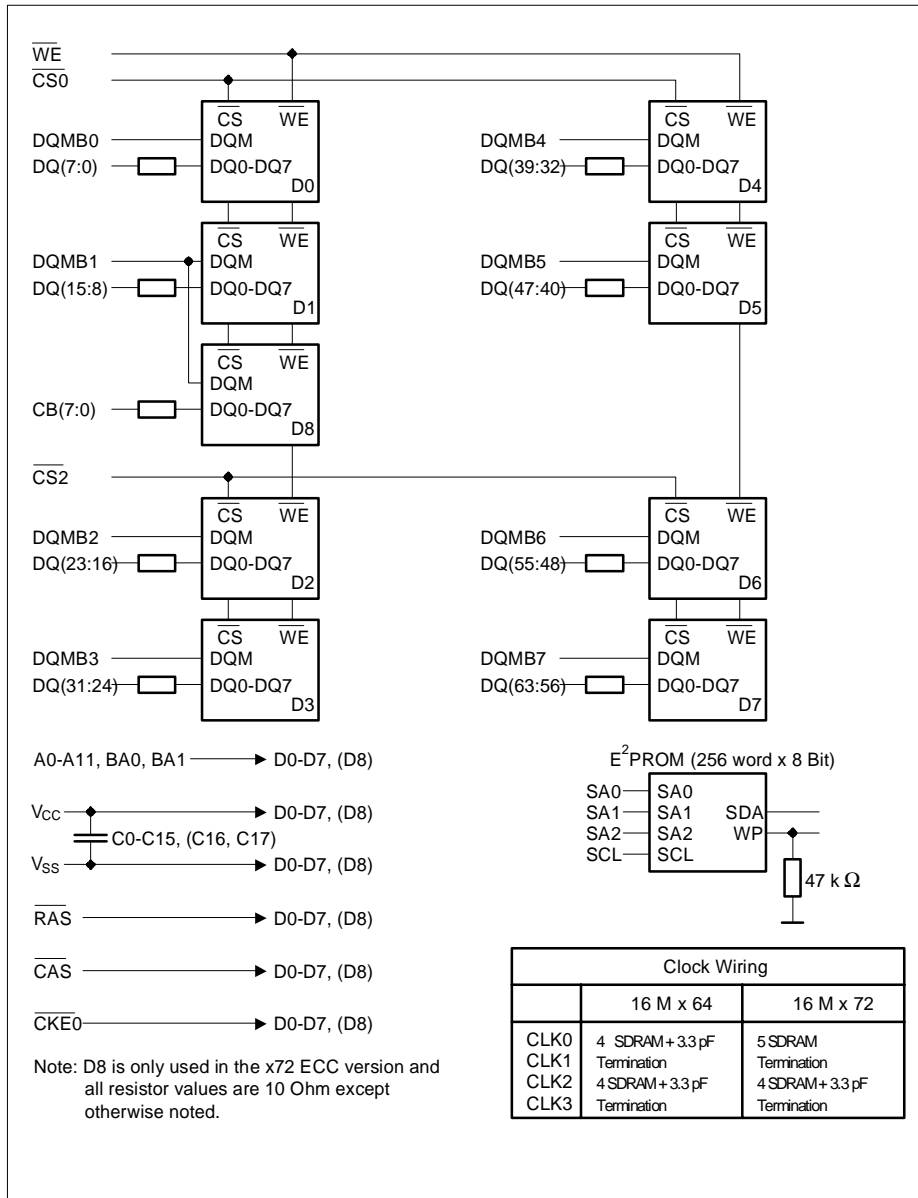 WE
CS0
CS WE
DQMB0 DQM
DQ(7:0) DQ0-DQ7
D0
CS WE
DQMB4 DQM
DQ(39:32) DQ0-DQ7
D4
CS WE
DQMB1 DQM
DQ(15:8) DQ0-DQ7
D1
CS WE
DQMB5 DQM
DQ(47:40) DQ0-DQ7
D5
CS WE
DQM
CB(7:0) DQ0-DQ7
D8
CS2
CS WE
DQMB2 DQM
DQ(23:16) DQ0-DQ7
D2
CS WE
DQMB6 DQM
DQ(55:48) DQ0-DQ7
D6
CS WE
DQMB3 DQM
DQ(31:24) DQ0-DQ7
D3
CS WE
DQMB7 DQM
DQ(63:56) DQ0-DQ7
D7
A0-A11, BA0, BA1 D0-D7, (D8)
VCC D0-D7, (D8)
C0-C15, (C16, C17)
VSS D0-D7, (D8)
RAS D0-D7, (D8)
CAS D0-D7, (D8)
CKE0 D0-D7, (D8)
Note: D8 is only used in the x72 ECC version and
all resistor values are 10 Ohm except
otherwise noted.
E2PROM (256 word x 8 Bit)
SA0 SA0
SA1 SA1 SDA
SA2 SA2 WP
SCL SCL
47 k Ω
Clock Wiring
16 M x 64 16 M x 72
CLK0 4 SDRAM + 3.3 pF 5 SDRAM
CLK1 Termination Termination
CLK2 4 SDRAM + 3.3 pF 4 SDRAM + 3.3 pF
CLK3 Termination Termination